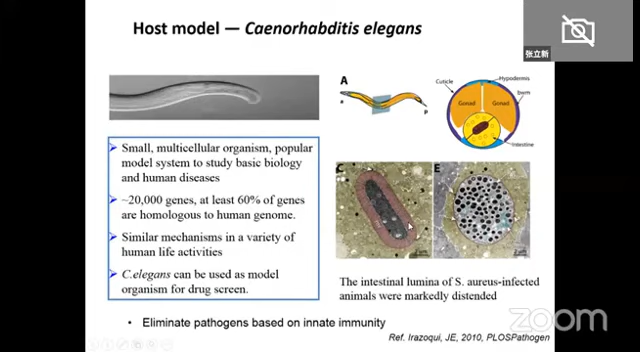 Host model — Caenorhabditis elegans
张立新
Small, multicellular organism, popular
model system to study basic biology
and human diseases
~20,000 genes, at least 60% of genes
are homologous to human genome.
Similar mechanisms in a variety of
human life activities
C.elegans can be used as model
organism for drug screen.
A
P
Cuticle
Hypodermis
bwm
Gonad
Gonad
Intestine
C
E
The intestinal lumina of S. aureus-infected
animals were markedly distended
Eliminate pathogens based on innate immunity
Ref. Irazoqui, JE, 2010, PLOSPathogen
zoom